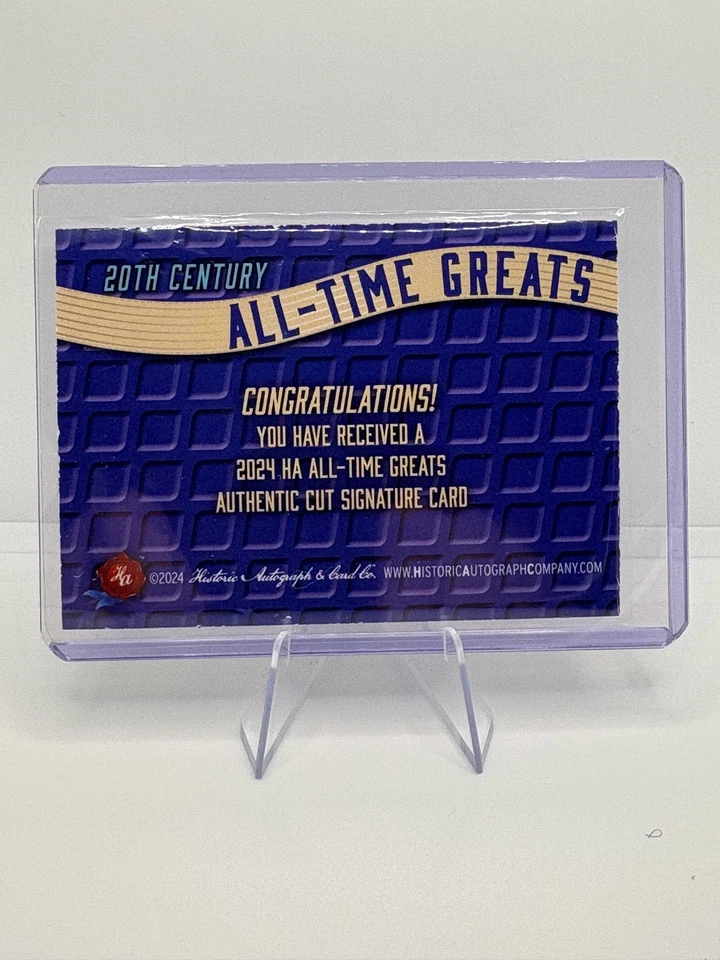 20TH CENTURY
ALL-TIME GREATS
CONGRATULATIONS!
YOU HAVE RECEIVED A
2024 HA ALL-TIME GREATS
AUTHENTIC CUT SIGNATURE CARD
Ha ©2024 Historic Autograph & Card Co. WWW.HISTORICAUTOGRAPHCOMPANY.COM